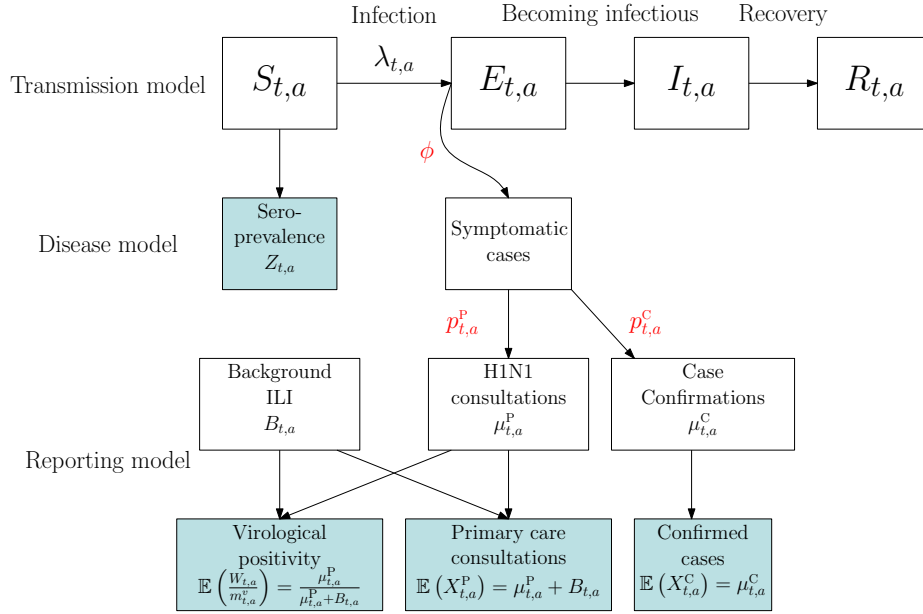 Infection
Becoming infectious
Recovery
Transmission model
S_{t,a}
λ_{t,a}
E_{t,a}
I_{t,a}
R_{t,a}
ϕ
Disease model
Sero-
prevalence
Z_{t,a}
Symptomatic
cases
p^P_{t,a}
p^C_{t,a}
Background
ILI
B_{t,a}
H1N1
consultations
μ^P_{t,a}
Case
Confirmations
μ^C_{t,a}
Reporting model
Virological
positivity
𝔼(W_{t,a}/m^v_{t,a}) = μ^P_{t,a}/(μ^P_{t,a}+B_{t,a})
Primary care
consultations
𝔼(X^P_{t,a}) = μ^P_{t,a} + B_{t,a}
Confirmed
cases
𝔼(X^C_{t,a}) = μ^C_{t,a}